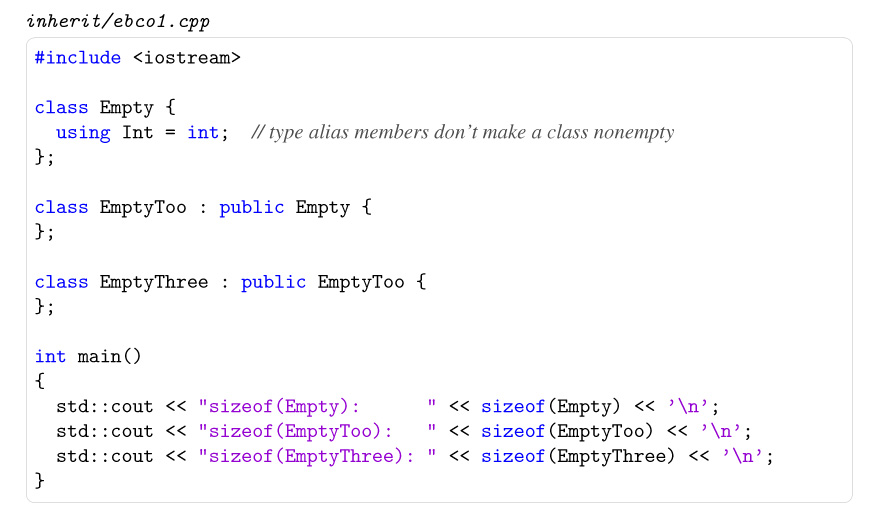 inherit/ebco1.cpp
#include <iostream>
class Empty {
using Int = int; // type alias members don’t make a class nonempty
};
class EmptyToo : public Empty {
};
class EmptyThree : public EmptyToo {
};
int main()
{
std::cout << "sizeof(Empty):      " << sizeof(Empty) << ’\n’;
std::cout << "sizeof(EmptyToo):   " << sizeof(EmptyToo) << ’\n’;
std::cout << "sizeof(EmptyThree): " << sizeof(EmptyThree) << ’\n’;
}